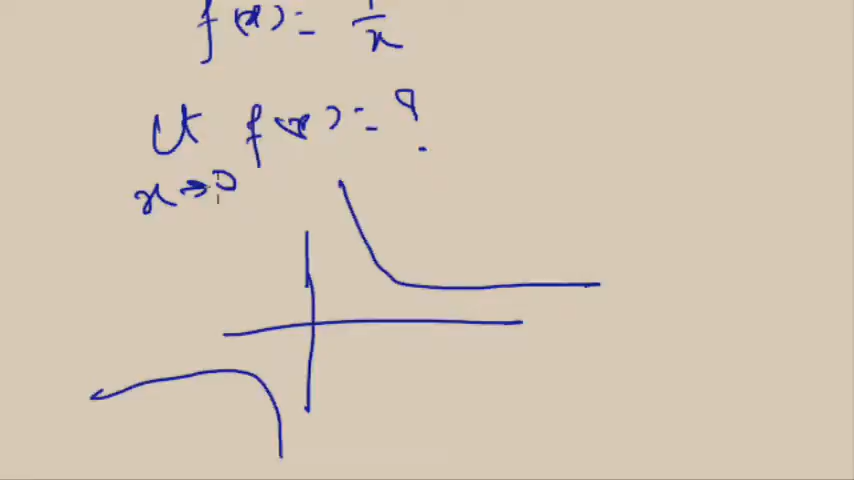 f(x) = 1/x
Lt f(x) = ?
x→0